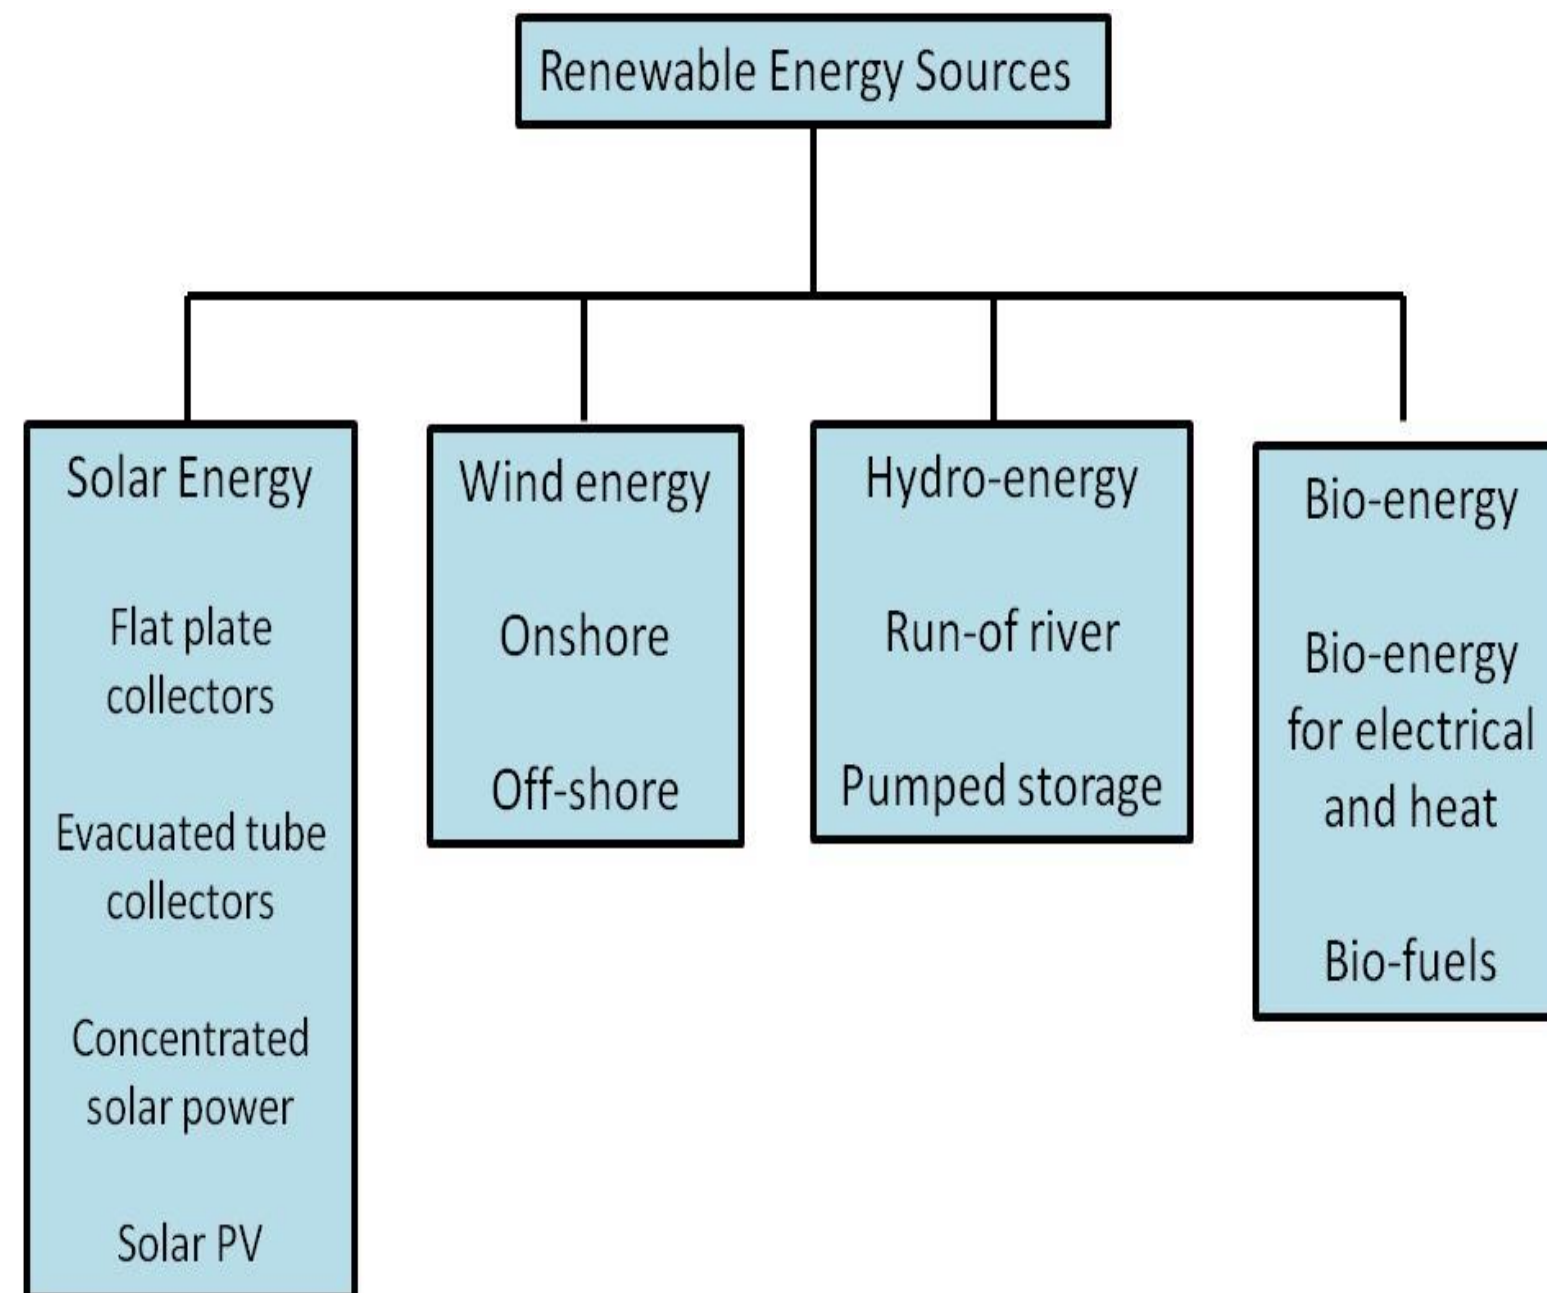 Renewable Energy Sources
Solar Energy
Flat plate
collectors
Evacuated tube
collectors
Concentrated
solar power
Solar PV
Wind energy
Onshore
Off-shore
Hydro-energy
Run-of river
Pumped storage
Bio-energy
Bio-energy
for electrical
and heat
Bio-fuels